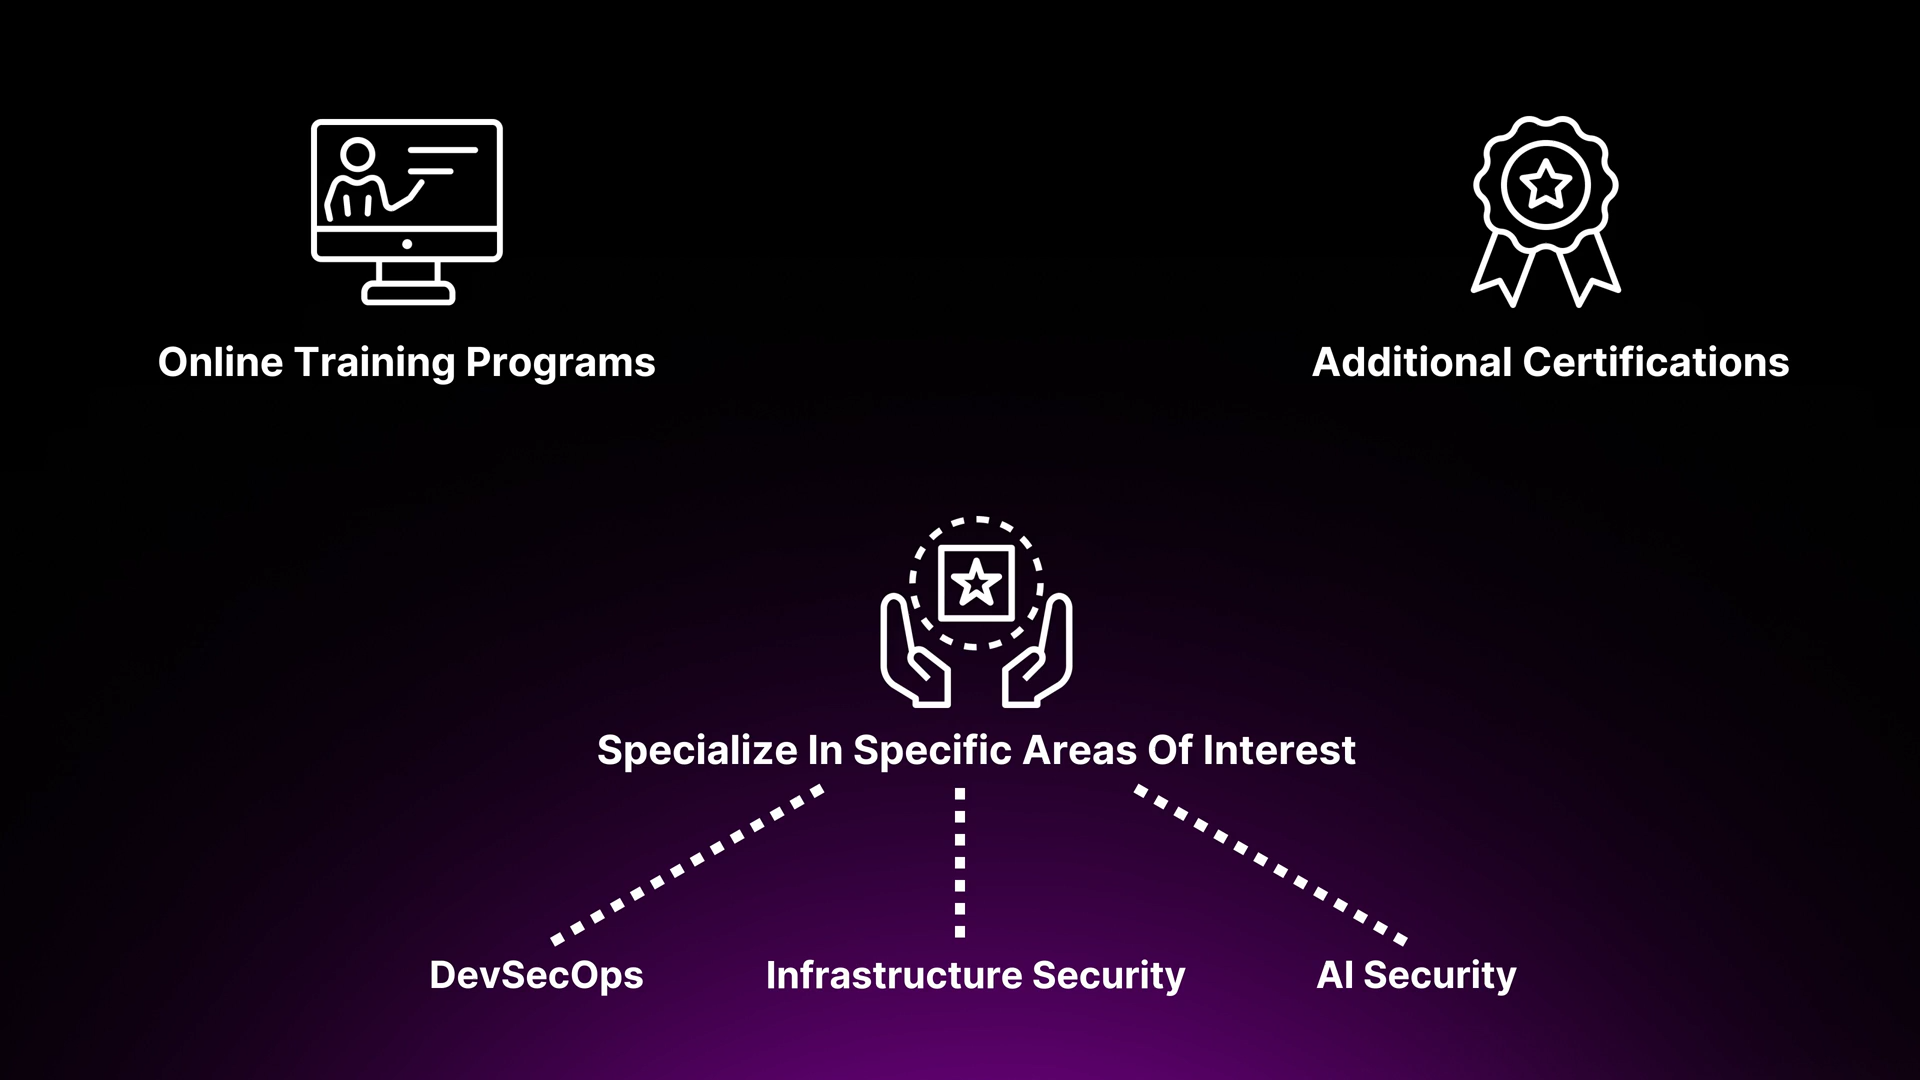 Online Training Programs
Additional Certifications
Specialize In Specific Areas Of Interest
DevSecOps
Infrastructure Security
AI Security